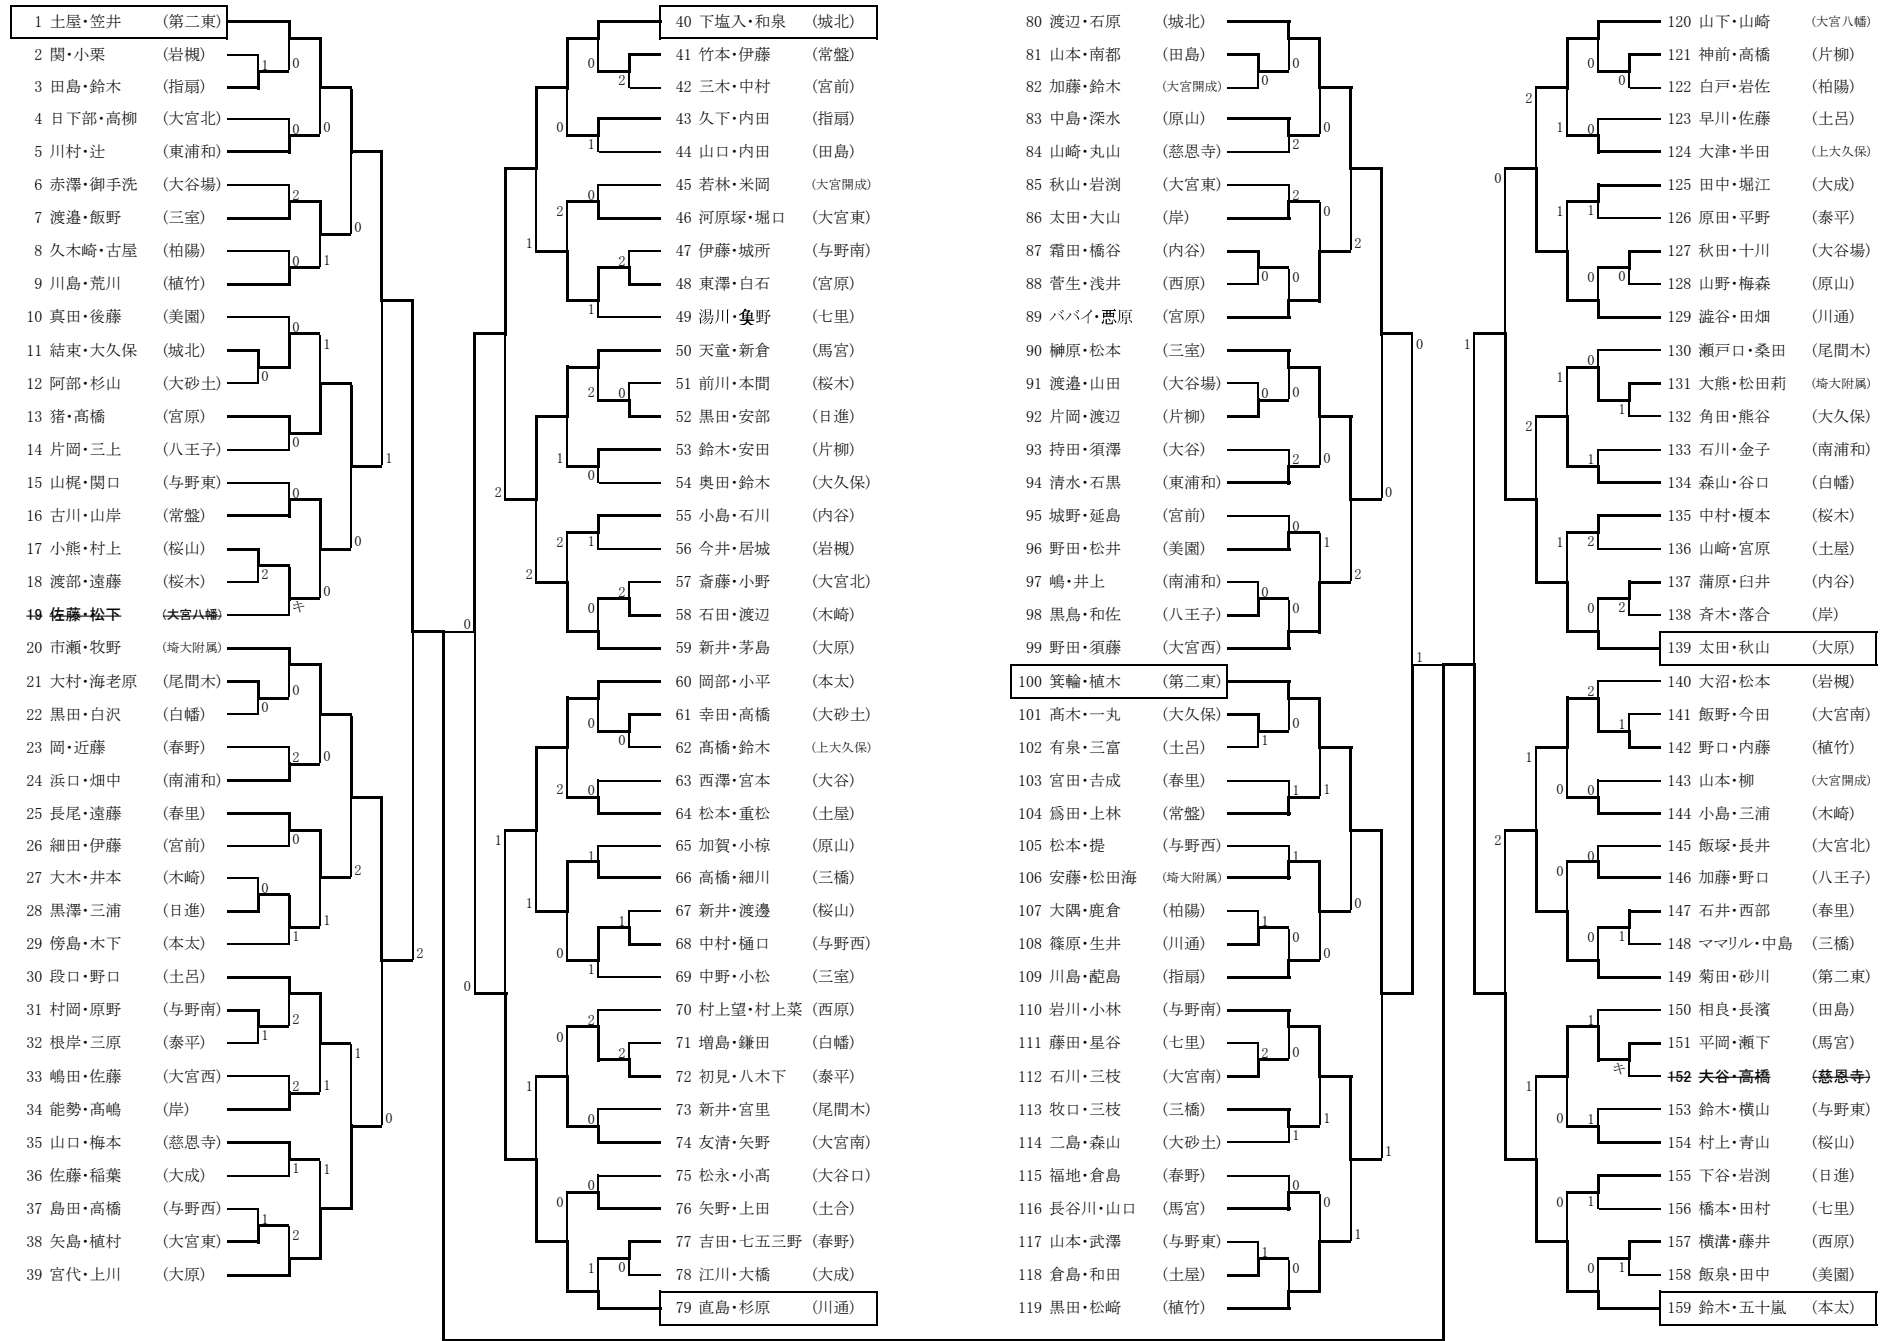 1 土屋・笠井 (第二東)
2 関・小栗 (岩槻)
3 田島・鈴木 (指扇)
4 日下部・高柳 (大宮北)
5 川村・辻 (東浦和)
6 赤澤・御手洗 (大谷場)
7 渡邉・飯野 (三室)
8 久木崎・古屋 (柏陽)
9 川島・荒川 (植竹)
10 真田・後藤 (美園)
11 結束・大久保 (城北)
12 阿部・杉山 (大砂土)
13 猪・髙橋 (宮原)
14 片岡・三上 (八王子)
15 山梶・関口 (与野東)
16 古川・山岸 (常盤)
17 小熊・村上 (桜山)
18 渡部・遠藤 (桜木)
19 佐藤・松下 (大宮八幡)
20 市瀬・牧野 (埼大附属)
21 大村・海老原 (尾間木)
22 黒田・白沢 (白幡)
23 岡・近藤 (春野)
24 浜口・畑中 (南浦和)
25 長尾・遠藤 (春里)
26 細田・伊藤 (宮前)
27 大木・井本 (木崎)
28 黒澤・三浦 (日進)
29 傍島・木下 (本太)
30 段口・野口 (土呂)
31 村岡・原野 (与野南)
32 根岸・三原 (泰平)
33 嶋田・佐藤 (大宮西)
34 能勢・髙嶋 (岸)
35 山口・梅本 (慈恩寺)
36 佐藤・稲葉 (大成)
37 島田・高橋 (与野西)
38 矢島・植村 (大宮東)
39 宮代・上川 (大原)
40 下塩入・和泉 (城北)
41 竹本・伊藤 (常盤)
42 三木・中村 (宮前)
43 久下・内田 (指扇)
44 山口・内田 (田島)
45 若林・米岡 (大宮開成)
46 河原塚・堀口 (大宮東)
47 伊藤・城所 (与野南)
48 東澤・白石 (宮原)
49 湯川・野 (七里)
50 天童・新倉 (馬宮)
51 前川・本間 (桜木)
52 黒田・安部 (日進)
53 鈴木・安田 (片柳)
54 奥田・鈴木 (大久保)
55 小島・石川 (内谷)
56 今井・居城 (岩槻)
57 斎藤・小野 (大宮北)
58 石田・渡辺 (木崎)
59 新井・茅島 (大原)
60 岡部・小平 (本太)
61 幸田・高橋 (大砂土)
62 髙橋・鈴木 (上大久保)
63 西澤・宮本 (大谷)
64 松本・重松 (土屋)
65 加賀・小椋 (原山)
66 高橋・細川 (三橋)
67 新井・渡邊 (桜山)
68 中村・樋口 (与野西)
69 中野・小松 (三室)
70 村上望・村上菜 (西原)
71 増島・鎌田 (白幡)
72 初見・八木下 (泰平)
73 新井・宮里 (尾間木)
74 友清・矢野 (大宮南)
75 松永・小髙 (大谷口)
76 矢野・上田 (土合)
77 吉田・七五三野 (春野)
78 江川・大橋 (大成)
79 直島・杉原 (川通)
80 渡辺・石原 (城北)
81 山本・南都 (田島)
82 加藤・鈴木 (大宮開成)
83 中島・深水 (原山)
84 山崎・丸山 (慈恩寺)
85 秋山・岩渕 (大宮東)
86 太田・大山 (岸)
87 霜田・橋谷 (内谷)
88 菅生・浅井 (西原)
89 ババイ・悪原 (宮原)
90 榊原・松本 (三室)
91 渡邉・山田 (大谷場)
92 片岡・渡辺 (片柳)
93 持田・須澤 (大谷)
94 清水・石黒 (東浦和)
95 城野・延島 (宮前)
96 野田・松井 (美園)
97 嶋・井上 (南浦和)
98 黒鳥・和佐 (八王子)
99 野田・須藤 (大宮西)
100 箕輪・植木 (第二東)
101 髙木・一丸 (大久保)
102 有泉・三富 (土呂)
103 宮田・吉成 (春里)
104 爲田・上林 (常盤)
105 松本・提 (与野西)
106 安藤・松田海 (埼大附属)
107 大隅・鹿倉 (柏陽)
108 篠原・生井 (川通)
109 川島・蓜島 (指扇)
110 岩川・小林 (与野南)
111 藤田・星谷 (七里)
112 石川・三枝 (大宮南)
113 牧口・三枝 (三橋)
114 二島・森山 (大砂土)
115 福地・倉島 (春野)
116 長谷川・山口 (馬宮)
117 山本・武澤 (与野東)
118 倉島・和田 (土屋)
119 黒田・松﨑 (植竹)
120 山下・山崎 (大宮八幡)
121 神前・高橋 (片柳)
122 白戸・岩佐 (柏陽)
123 早川・佐藤 (土呂)
124 大津・半田 (上大久保)
125 田中・堀江 (大成)
126 原田・平野 (泰平)
127 秋田・十川 (大谷場)
128 山野・梅森 (原山)
129 澁谷・田畑 (川通)
130 瀬戸口・桑田 (尾間木)
131 大熊・松田莉 (埼大附属)
132 角田・熊谷 (大久保)
133 石川・金子 (南浦和)
134 森山・谷口 (白幡)
135 中村・榎本 (桜木)
136 山﨑・宮原 (土屋)
137 蒲原・臼井 (内谷)
138 斉木・落合 (岸)
139 太田・秋山 (大原)
140 大沼・松本 (岩槻)
141 飯野・今田 (大宮南)
142 野口・内藤 (植竹)
143 山本・柳 (大宮開成)
144 小島・三浦 (木崎)
145 飯塚・長井 (大宮北)
146 加藤・野口 (八王子)
147 石井・西部 (春里)
148 ママリル・中島 (三橋)
149 菊田・砂川 (第二東)
150 相良・長濱 (田島)
151 平岡・瀬下 (馬宮)
152 大谷・高橋 (慈恩寺)
153 鈴木・横山 (与野東)
154 村上・青山 (桜山)
155 下谷・岩渕 (日進)
156 橋本・田村 (七里)
157 横溝・藤井 (西原)
158 飯泉・田中 (美園)
159 鈴木・五十嵐 (本太)